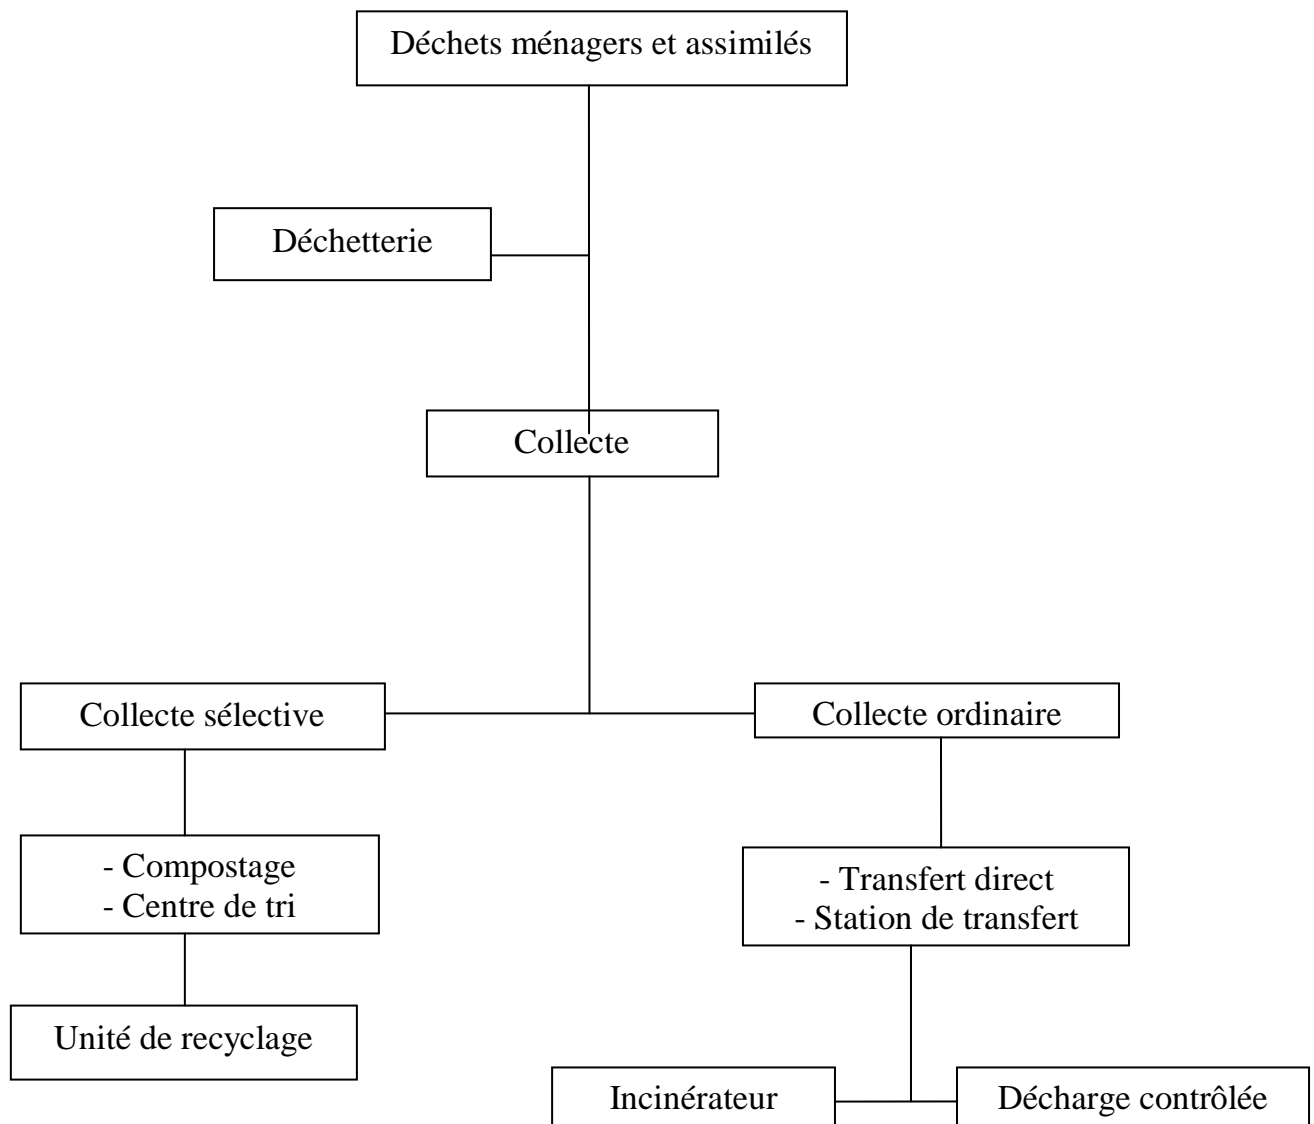 Déchets ménagers et assimilés
Déchetterie
Collecte
Collecte sélective
Collecte ordinaire
- Compostage
- Centre de tri
- Transfert direct
- Station de transfert
Unité de recyclage
Incinérateur
Décharge contrôlée